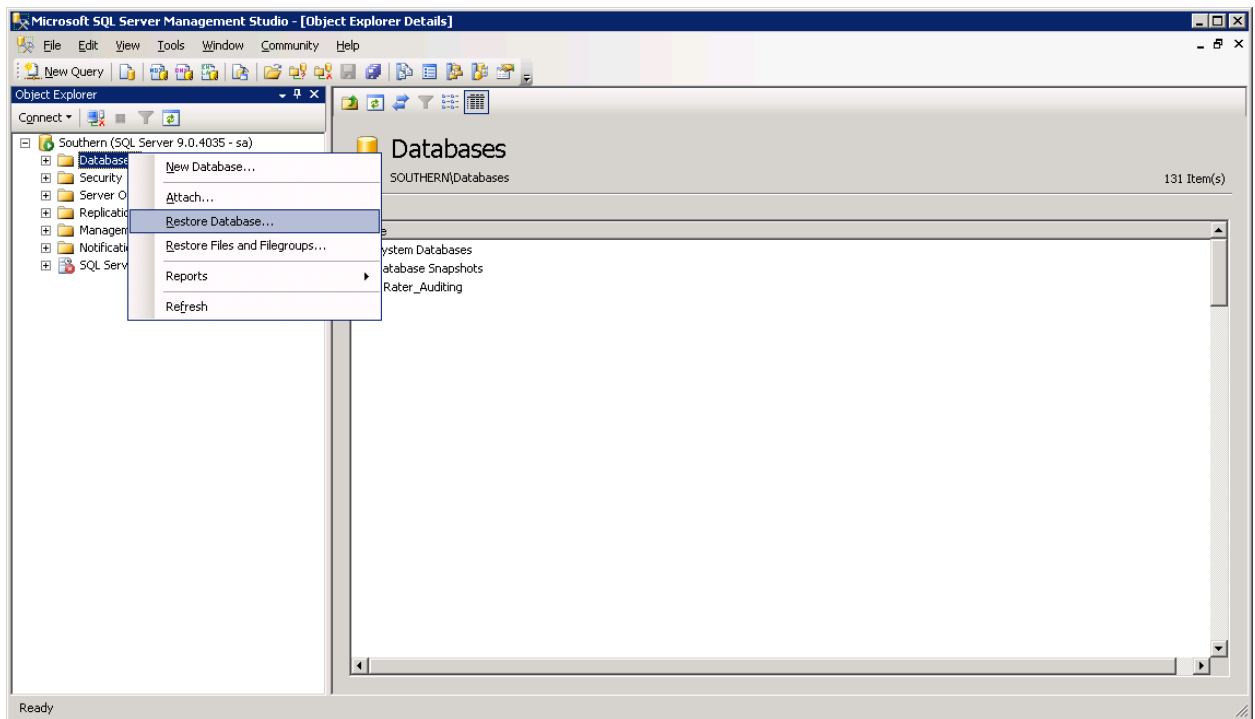 Microsoft SQL Server Management Studio - [Object Explorer Details]
File Edit View Tools Window Community Help
New Query
Object Explorer
Connect
Southern (SQL Server 9.0.4035 - sa)
Database
Security
Server O
Replicatio
Managem
Notificati
SQL Serv
New Database...
Attach...
Restore Database...
Restore Files and Filegroups...
Reports
Refresh
Databases
SOUTHERN\Databases
131 Item(s)
e
ystem Databases
atabase Snapshots
Rater_Auditing
Ready